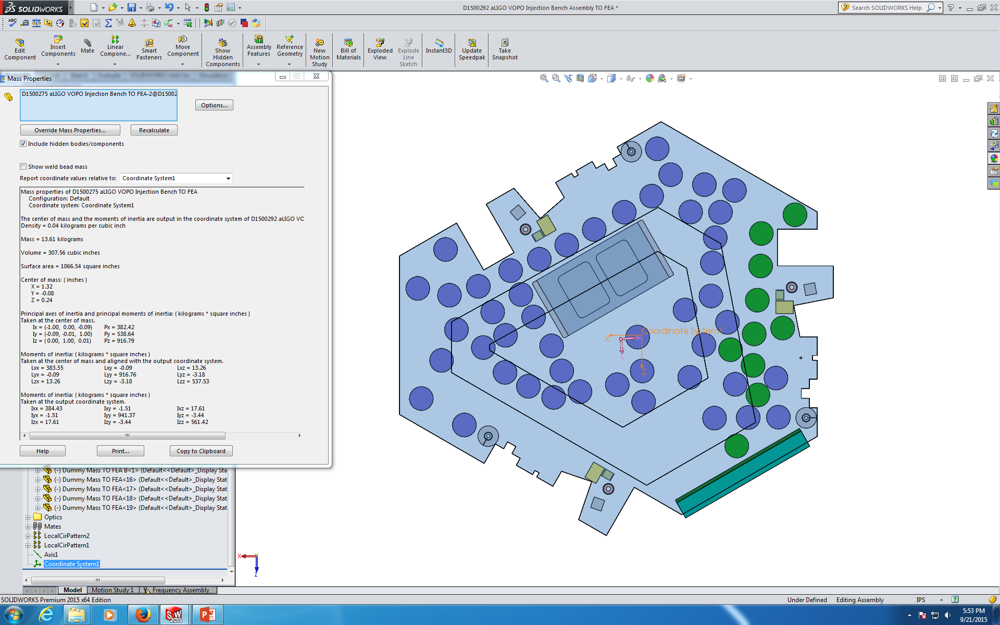 SOLIDWORKS
D1500292 aLIGO VOPO Injection Bench Assembly TO FEA *
Search SOLIDWORKS Help
ABC
Edit Component
Insert Components
Mate
Linear Compone...
Smart Fasteners
Move Component
Show Hidden Components
Assembly Features
Reference Geometry
New Motion Study
Bill of Materials
Exploded View
Explode Line Sketch
Instant3D
Update Speedpak
Take Snapshot
Mass Properties
D1500275 aLIGO VOPO Injection Bench TO FEA-2@D15002
Options...
Override Mass Properties...
Recalculate
Include hidden bodies/components
Show weld bead mass
Report coordinate values relative to: Coordinate System1
Mass properties of D1500275 aLIGO VOPO Injection Bench TO FEA
Configuration: Default
Coordinate system: Coordinate System1
The center of mass and the moments of inertia are output in the coordinate system of D1500292 aLIGO VC
Density = 0.04 kilograms per cubic inch
Mass = 13.61 kilograms
Volume = 307.56 cubic inches
Surface area = 1066.54 square inches
Center of mass: ( inches )
X = 1.32
Y = -0.08
Z = 0.24
Principal axes of inertia and principal moments of inertia: ( kilograms * square inches )
Taken at the center of mass.
Ix = (-1.00, 0.00, -0.09) Px = 382.42
Iy = (-0.09, -0.01, 1.00) Py = 538.64
Iz = ( 0.00, 1.00, 0.01) Pz = 916.79
Moments of inertia: ( kilograms * square inches )
Taken at the center of mass and aligned with the output coordinate system.
Lxx = 383.55 Lxy = -0.09 Lxz = 13.26
Lyx = -0.09 Lyy = 916.76 Lyz = -3.18
Lzx = 13.26 Lzy = -3.18 Lzz = 537.53
Moments of inertia: ( kilograms * square inches )
Taken at the output coordinate system.
Ixx = 384.43 Ixy = -1.51 Ixz = 17.61
Iyx = -1.51 Iyy = 941.37 Iyz = -3.44
Izx = 17.61 Izy = -3.44 Izz = 561.42
Help
Print...
Copy to Clipboard
(-) Dummy Mass TO FEA B<1> (Default<<Default>_Display Sta
(-) Dummy Mass TO FEA<16> (Default<<Default>_Display Stat
(-) Dummy Mass TO FEA<17> (Default<<Default>_Display Stat
(-) Dummy Mass TO FEA<18> (Default<<Default>_Display Stat
(-) Dummy Mass TO FEA<19> (Default<<Default>_Display Stat
Optics
Mates
LocalCirPattern2
LocalCirPattern1
Axis1
Coordinate System1
Coordinate System1
X
Ix
Iy
Z
X
Y
Z
Model
Motion Study 1
Frequency Assembly
SOLIDWORKS Premium 2015 x64 Edition
Under Defined
Editing Assembly
IPS
SW
2015
5:53 PM
9/21/2015